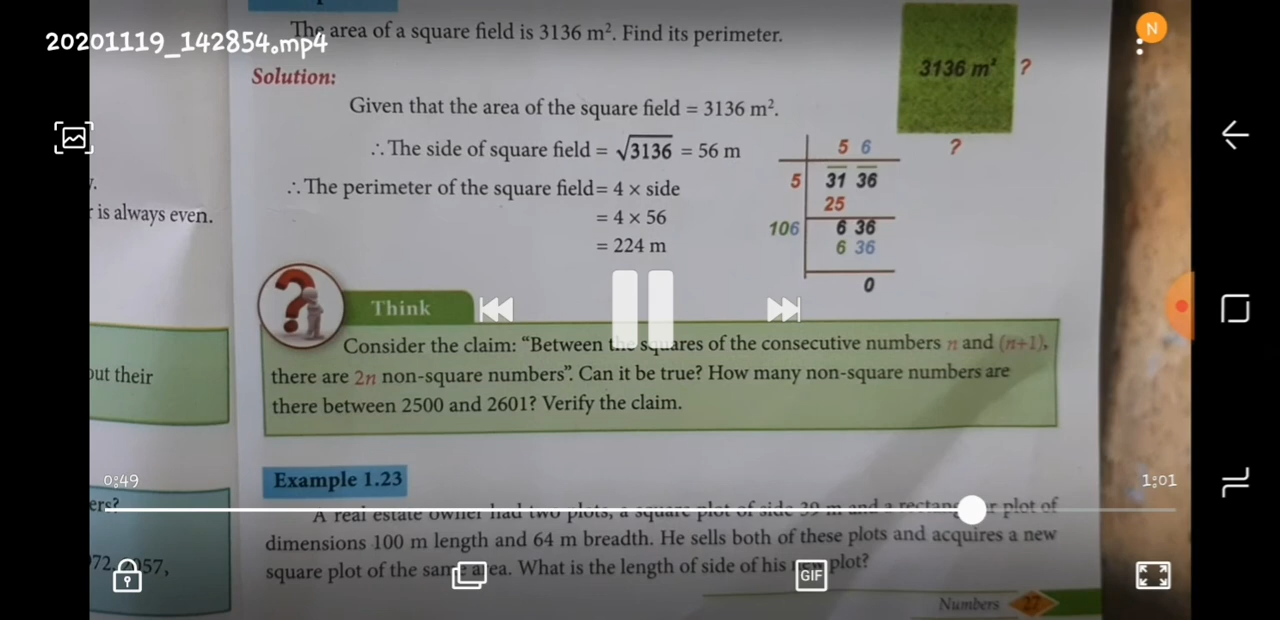 20201119_142854.mp4
N
The area of a square field is 3136 m². Find its perimeter.
3136 m² ?
?
Solution:
Given that the area of the square field = 3136 m².
∴ The side of square field = √3136 = 56 m
∴ The perimeter of the square field = 4 × side
= 4 × 56
= 224 m
5 6
5 31 36
25
106 6 36
6 36
0
y.
is always even.
Think
Consider the claim: “Between the squares of the consecutive numbers n and (n+1),
there are 2n non-square numbers”. Can it be true? How many non-square numbers are
there between 2500 and 2601? Verify the claim.
out their
0:49
1:01
ers?
Example 1.23
A real estate owner had two plots, a square plot of side 39 m and a rectangular plot of
dimensions 100 m length and 64 m breadth. He sells both of these plots and acquires a new
square plot of the same area. What is the length of side of his new plot?
GIF
Numbers 27